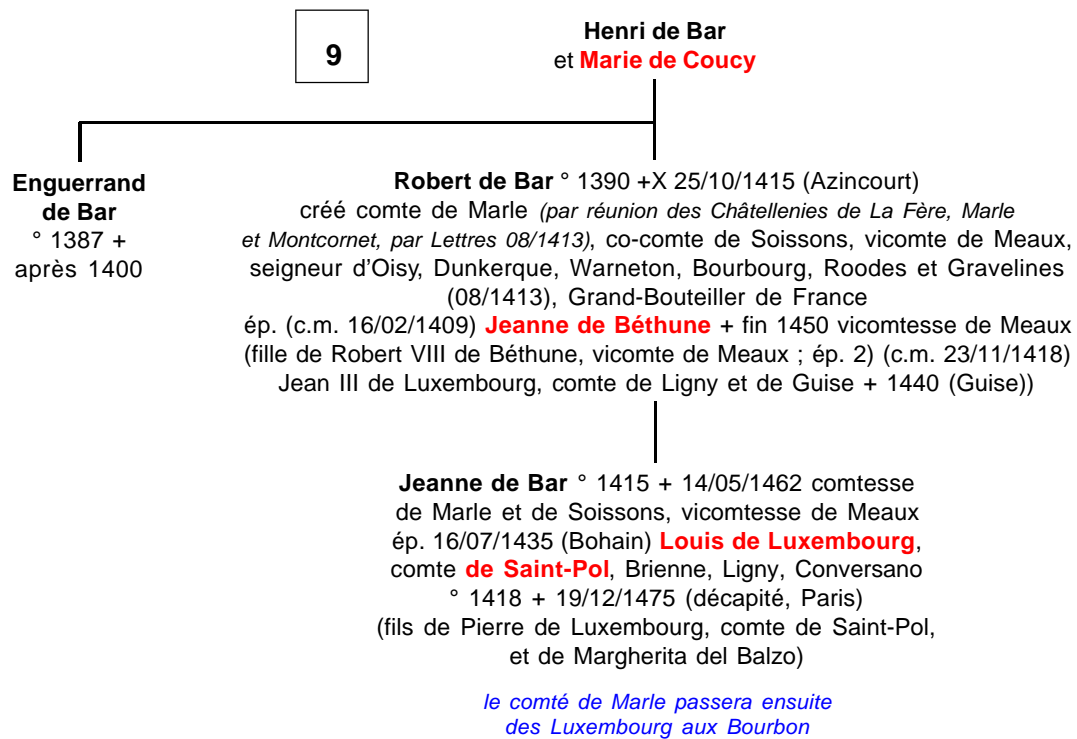 9
Henri de Bar
et Marie de Coucy
Enguerrand
de Bar
° 1387 +
après 1400
Robert de Bar ° 1390 +X 25/10/1415 (Azincourt)
créé comte de Marle (par réunion des Châtellenies de La Fère, Marle
et Montcornet, par Lettres 08/1413), co-comte de Soissons, vicomte de Meaux,
seigneur d'Oisy, Dunkerque, Warneton, Bourbourg, Roodes et Gravelines
(08/1413), Grand-Bouteiller de France
ép. (c.m. 16/02/1409) Jeanne de Béthune + fin 1450 vicomtesse de Meaux
(fille de Robert VIII de Béthune, vicomte de Meaux ; ép. 2) (c.m. 23/11/1418)
Jean III de Luxembourg, comte de Ligny et de Guise + 1440 (Guise))
Jeanne de Bar ° 1415 + 14/05/1462 comtesse
de Marle et de Soissons, vicomtesse de Meaux
ép. 16/07/1435 (Bohain) Louis de Luxembourg,
comte de Saint-Pol, Brienne, Ligny, Conversano
° 1418 + 19/12/1475 (décapité, Paris)
(fils de Pierre de Luxembourg, comte de Saint-Pol,
et de Margherita del Balzo)
le comté de Marle passera ensuite
des Luxembourg aux Bourbon